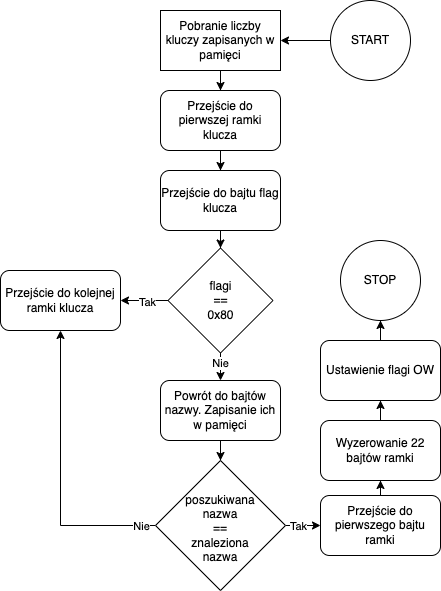 START
Pobranie liczby
kluczy zapisanych w
pamięci
Przejście do
pierwszej ramki
klucza
Przejście do bajtu flag
klucza
flagi
==
0x80
Tak
Przejście do kolejnej
ramki klucza
Nie
Powrót do bajtów
nazwy. Zapisanie ich
w pamięci
poszukiwana
nazwa
==
znaleziona
nazwa
Nie
Tak
Przejście do
pierwszego bajtu
ramki
Wyzerowanie 22
bajtów ramki
Ustawienie flagi OW
STOP